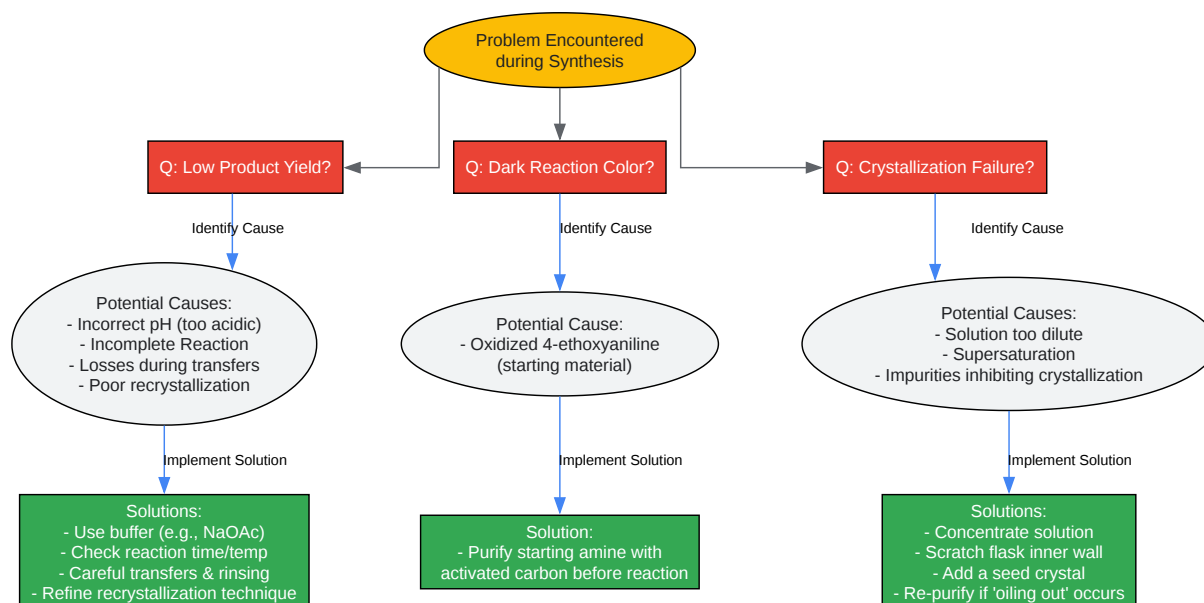 Problem Encountered
during Synthesis
Q: Low Product Yield?
Q: Dark Reaction Color?
Q: Crystallization Failure?
Identify Cause
Identify Cause
Identify Cause
Potential Causes:
- Incorrect pH (too acidic)
- Incomplete Reaction
- Losses during transfers
- Poor recrystallization
Potential Cause:
- Oxidized 4-ethoxyaniline
(starting material)
Potential Causes:
- Solution too dilute
- Supersaturation
- Impurities inhibiting crystallization
Implement Solution
Implement Solution
Implement Solution
Solutions:
- Use buffer (e.g., NaOAc)
- Check reaction time/temp
- Careful transfers & rinsing
- Refine recrystallization technique
Solution:
- Purify starting amine with
activated carbon before reaction
Solutions:
- Concentrate solution
- Scratch flask inner wall
- Add a seed crystal
- Re-purify if 'oiling out' occurs